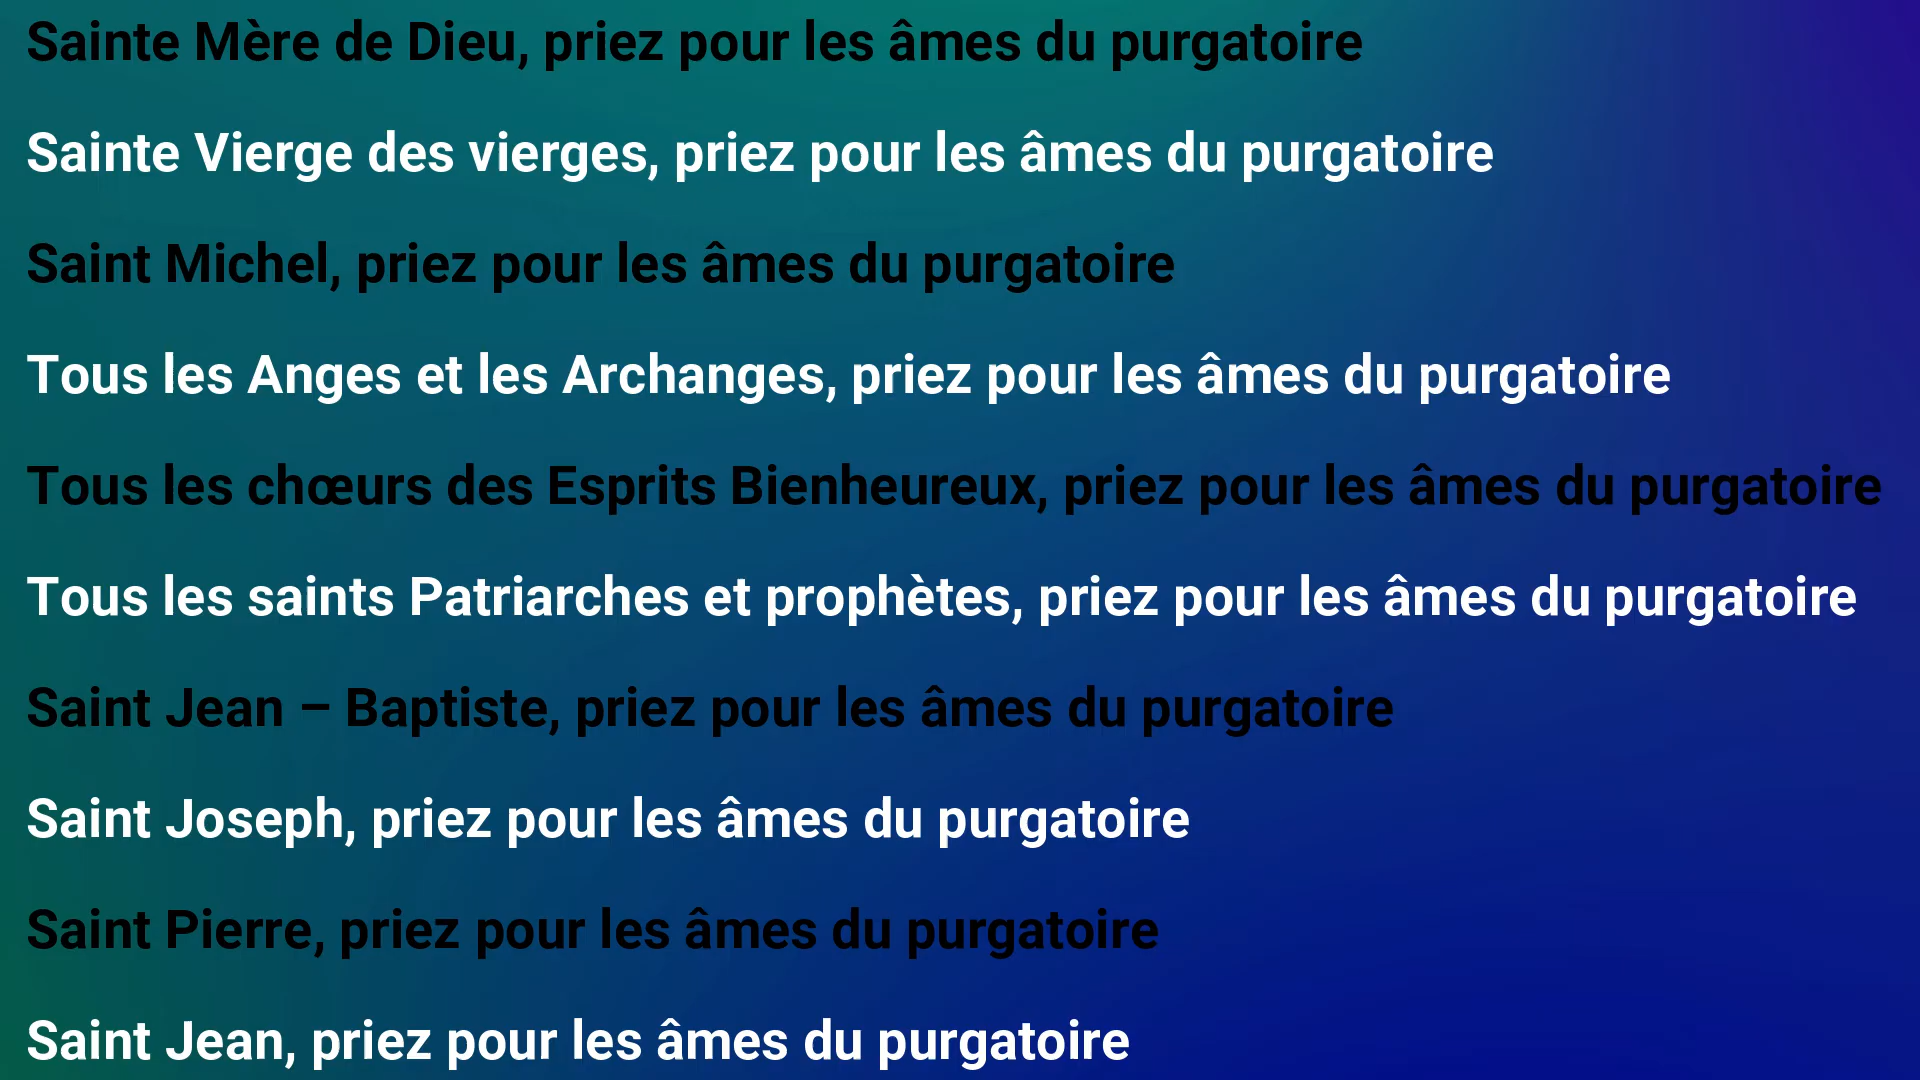 Sainte Mère de Dieu, priez pour les âmes du purgatoire
Sainte Vierge des vierges, priez pour les âmes du purgatoire
Saint Michel, priez pour les âmes du purgatoire
Tous les Anges et les Archanges, priez pour les âmes du purgatoire
Tous les chœurs des Esprits Bienheureux, priez pour les âmes du purgatoire
Tous les saints Patriarches et prophètes, priez pour les âmes du purgatoire
Saint Jean – Baptiste, priez pour les âmes du purgatoire
Saint Joseph, priez pour les âmes du purgatoire
Saint Pierre, priez pour les âmes du purgatoire
Saint Jean, priez pour les âmes du purgatoire